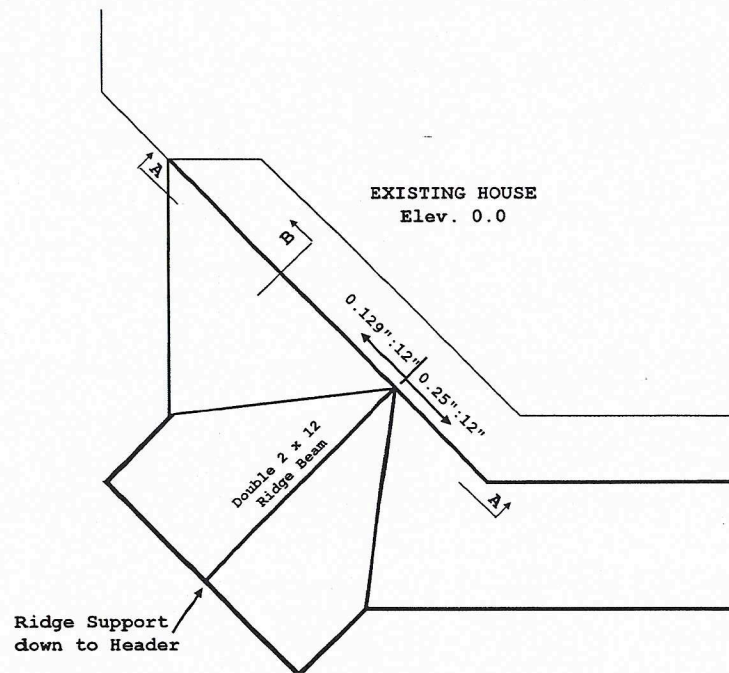 A
EXISTING HOUSE
Elev. 0.0
B
0.129":12"
0.25":12"
Double 2 x 12
Ridge Beam
A
Ridge Support
down to Header